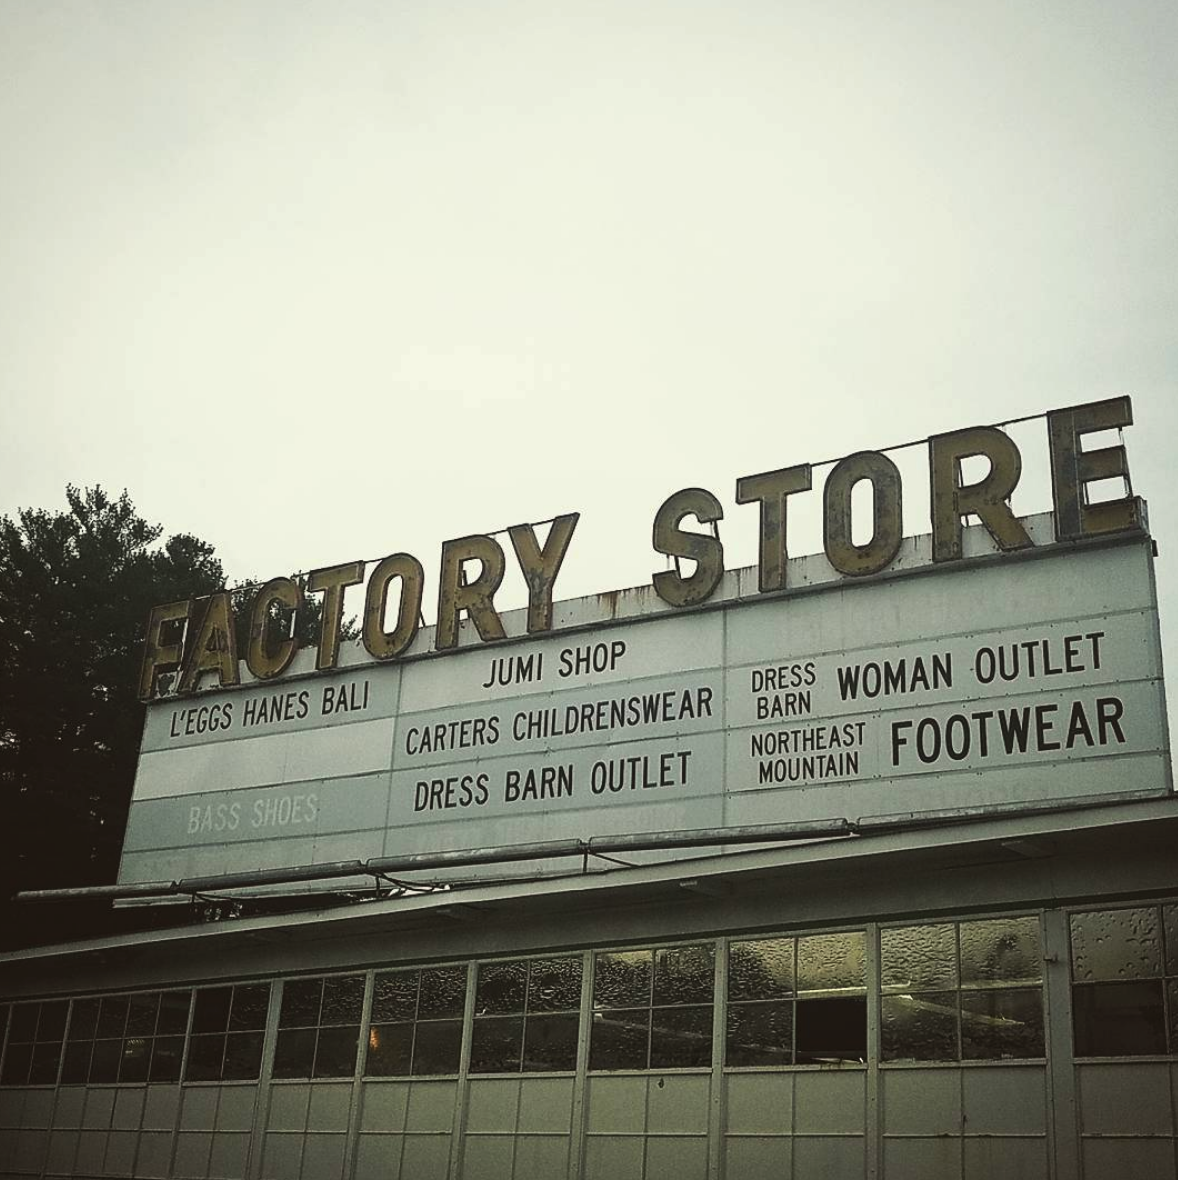 FACTORY STORE
L'EGGS HANES BALI
BASS SHOES
JUMI SHOP
CARTERS CHILDRENSWEAR
DRESS BARN OUTLET
DRESS
BARN
WOMAN OUTLET
NORTHEAST
MOUNTAIN
FOOTWEAR